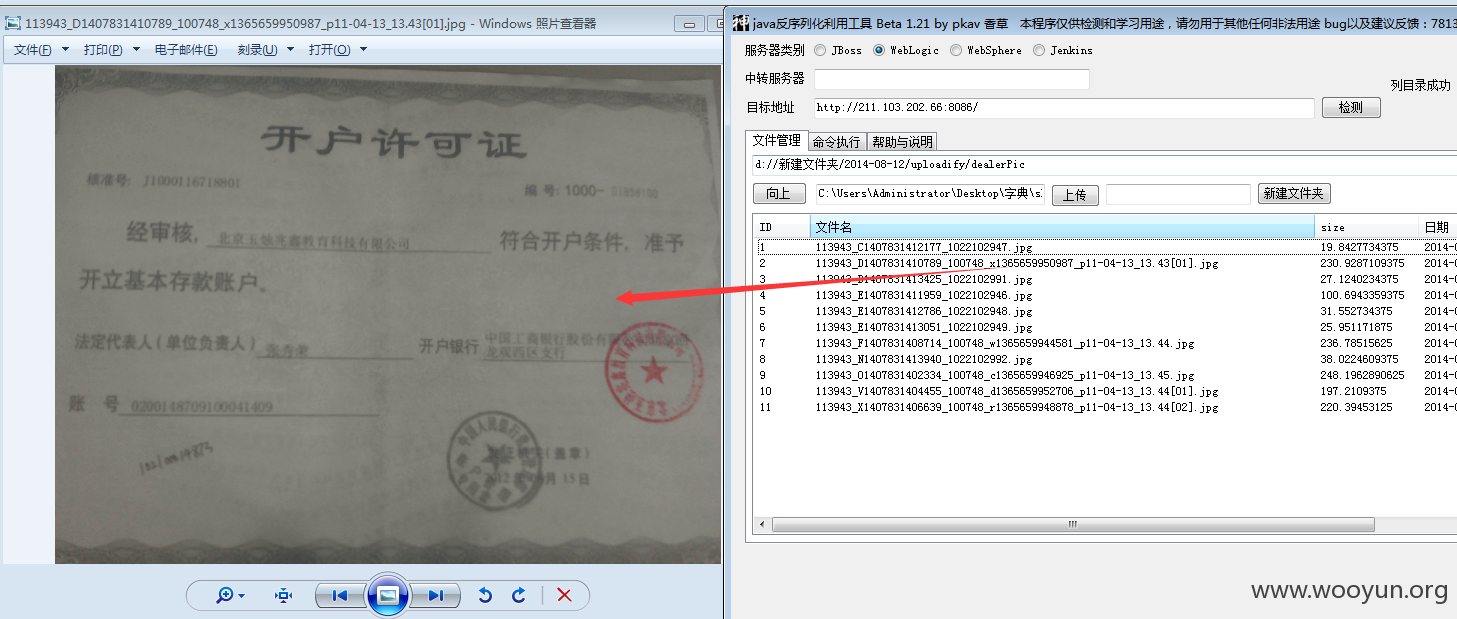 113943_D1407831410789_100748_x1365659950987_p11-04-13_13.43[01].jpg - Windows 照片查看器
文件(F) 打印(P) 电子邮件(E) 刻录(U) 打开(O)
开户许可证
核准号: J1000116718801
编 号: 1000-
经审核, 北京玉烛兆鑫教育科技有限公司 符合开户条件, 准予
开立基本存款账户。
法定代表人(单位负责人) 张秀荣 开户银行 中国工商银行股份有
龙观西区支行
账 号 0200148709100041409
(盖章)
月 15 日
java反序列化利用工具 Beta 1.21 by pkav 香草 本程序仅供检测和学习用途，请勿用于其他任何非法用途 bug以及建议反馈：7813
服务器类别 JBoss WebLogic WebSphere Jenkins
中转服务器
列目录成功
目标地址 http://211.103.202.66:8086/ 检测
文件管理 命令执行 帮助与说明
d://新建文件夹/2014-08-12/uploadify/dealerPic
向上 C:\Users\Administrator\Desktop\字典\s 上传 新建文件夹
ID 文件名 size 日期
1 113943_C1407831412177_1022102947.jpg 19.8427734375 2014-0
2 113943_D1407831410789_100748_x1365659950987_p11-04-13_13.43[01].jpg 230.9287109375 2014-0
3 113943_D1407831413425_1022102991.jpg 27.1240234375 2014-0
4 113943_E1407831411959_1022102946.jpg 100.6943359375 2014-0
5 113943_E1407831412786_1022102948.jpg 31.552734375 2014-0
6 113943_E1407831413051_1022102949.jpg 25.951171875 2014-0
7 113943_F1407831408714_100748_w1365659944581_p11-04-13_13.44.jpg 236.78515625 2014-0
8 113943_N1407831413940_1022102992.jpg 38.0224609375 2014-0
9 113943_O1407831402334_100748_c1365659946925_p11-04-13_13.45.jpg 248.1962890625 2014-0
10 113943_V1407831404455_100748_d1365659952706_p11-04-13_13.44[01].jpg 197.2109375 2014-0
11 113943_X1407831406639_100748_r1365659948878_p11-04-13_13.44[02].jpg 220.39453125 2014-0
www.wooyun.org